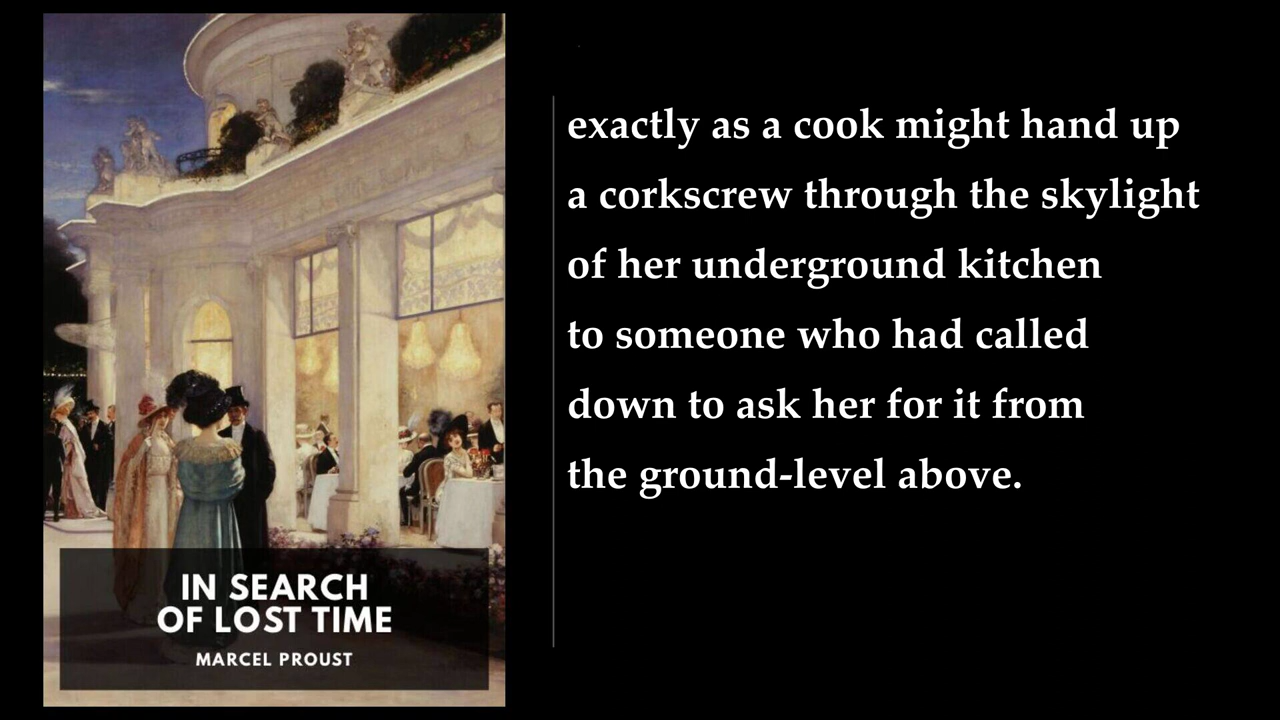 IN SEARCH
OF LOST TIME
MARCEL PROUST
exactly as a cook might hand up
a corkscrew through the skylight
of her underground kitchen
to someone who had called
down to ask her for it from
the ground-level above.